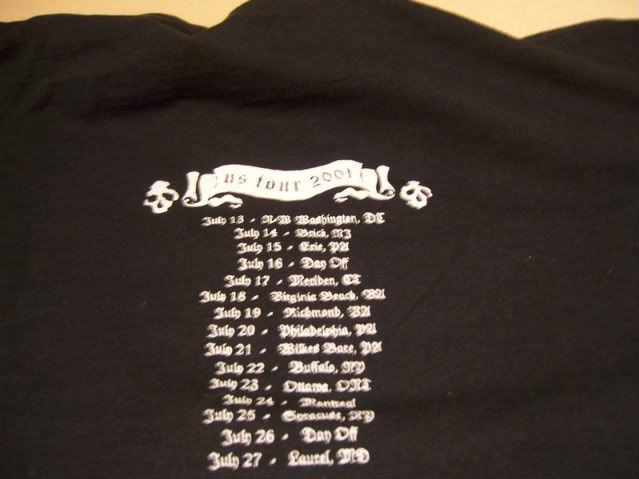 us tour 2001
July 13 - N.W Washington, DC
July 14 - Brick, NJ
July 15 - Erie, PA
July 16 - Day Off
July 17 - Meriden, CT
July 18 - Virginia Beach, VA
July 19 - Richmond, VA
July 20 - Philadelphia, PA
July 21 - Wilkes Bare, PA
July 22 - Buffalo, NY
July 23 - Ottawa, ONT
July 24 - Montreal
July 25 - Syracuse, NY
July 26 - Day Off
July 27 - Laurel, MD